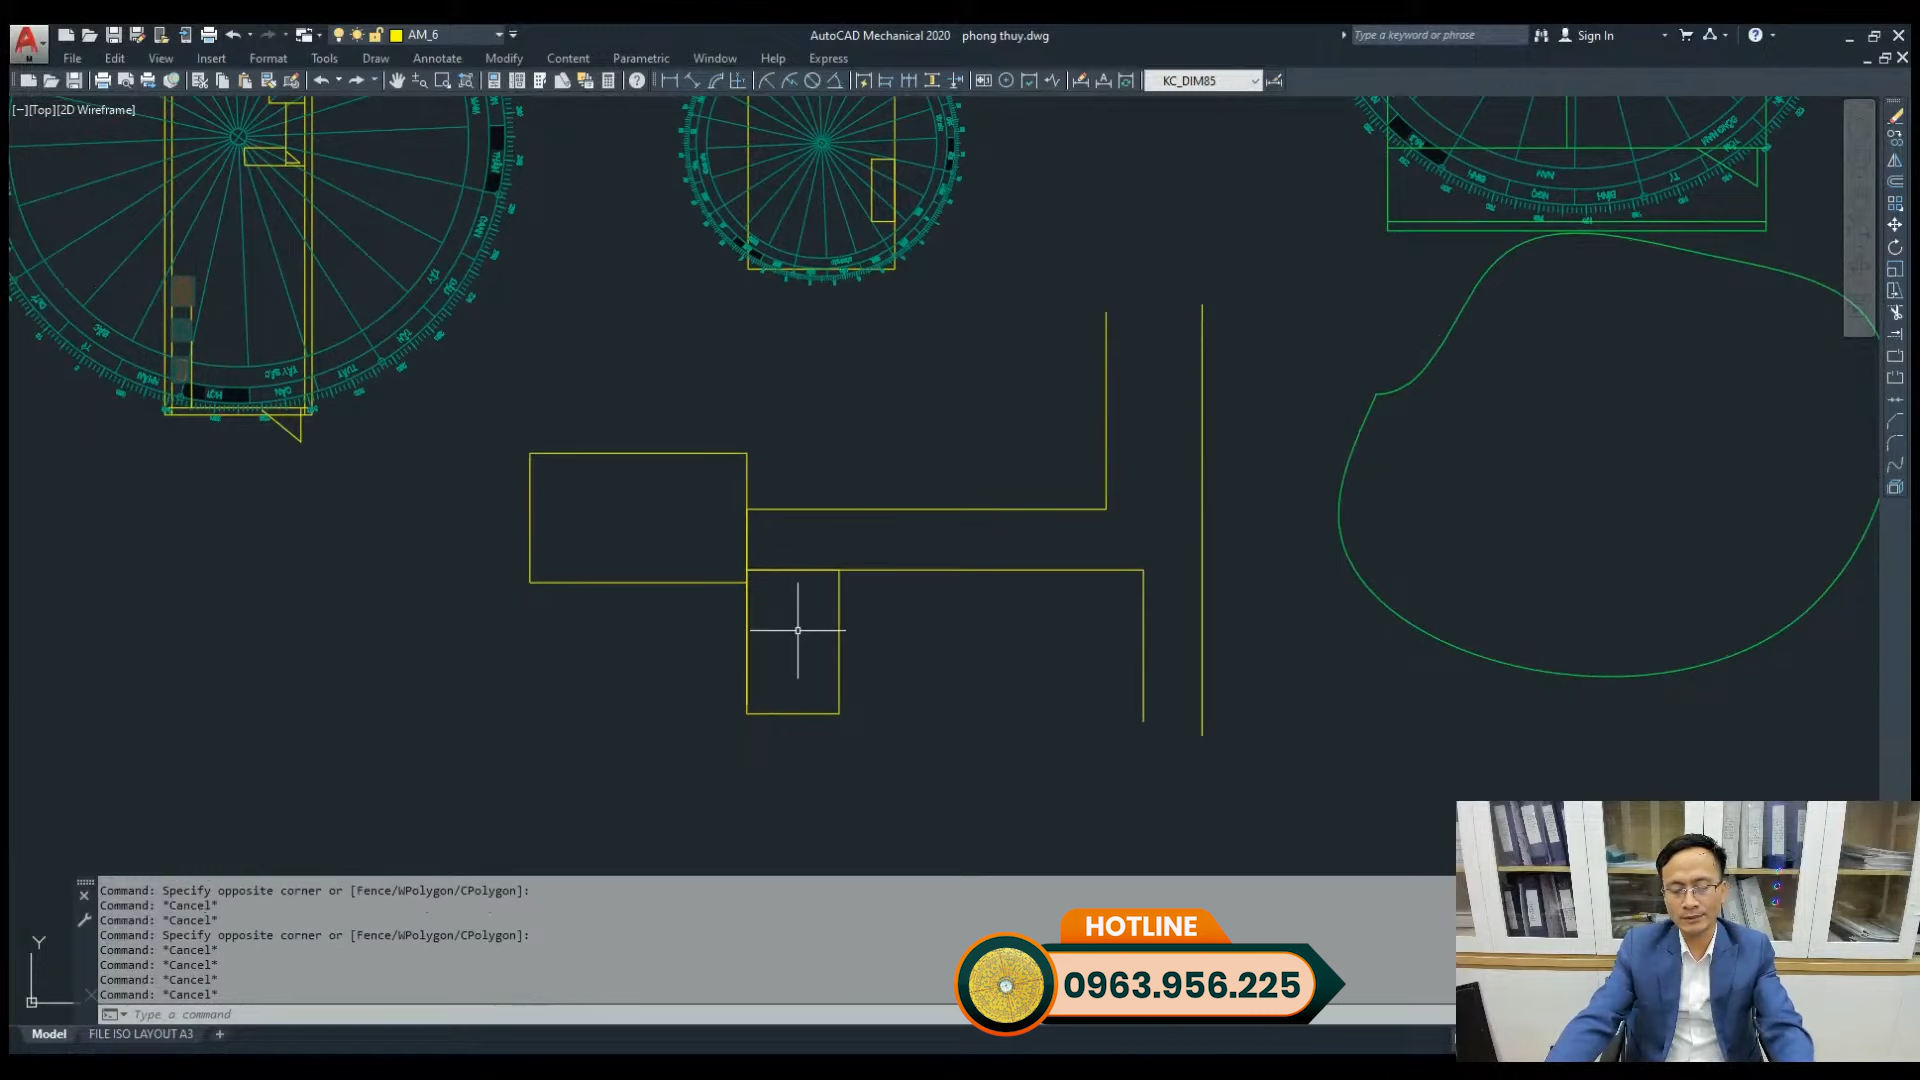 AM_6
AutoCAD Mechanical 2020 phong thuy.dwg
Type a keyword or phrase
Sign In
File Edit View Insert Format Tools Draw Annotate Modify Content Parametric Window Help Express
KC_DIM85
[−][Top][2D Wireframe]
Command: Specify opposite corner or [Fence/WPolygon/CPolygon]:
Command: *Cancel*
Command: *Cancel*
Command: Specify opposite corner or [Fence/WPolygon/CPolygon]:
Command: *Cancel*
Command: *Cancel*
Command: *Cancel*
Command: *Cancel*
Type a command
Y
Model FILE ISO LAYOUT A3 +
HOTLINE
0963.956.225